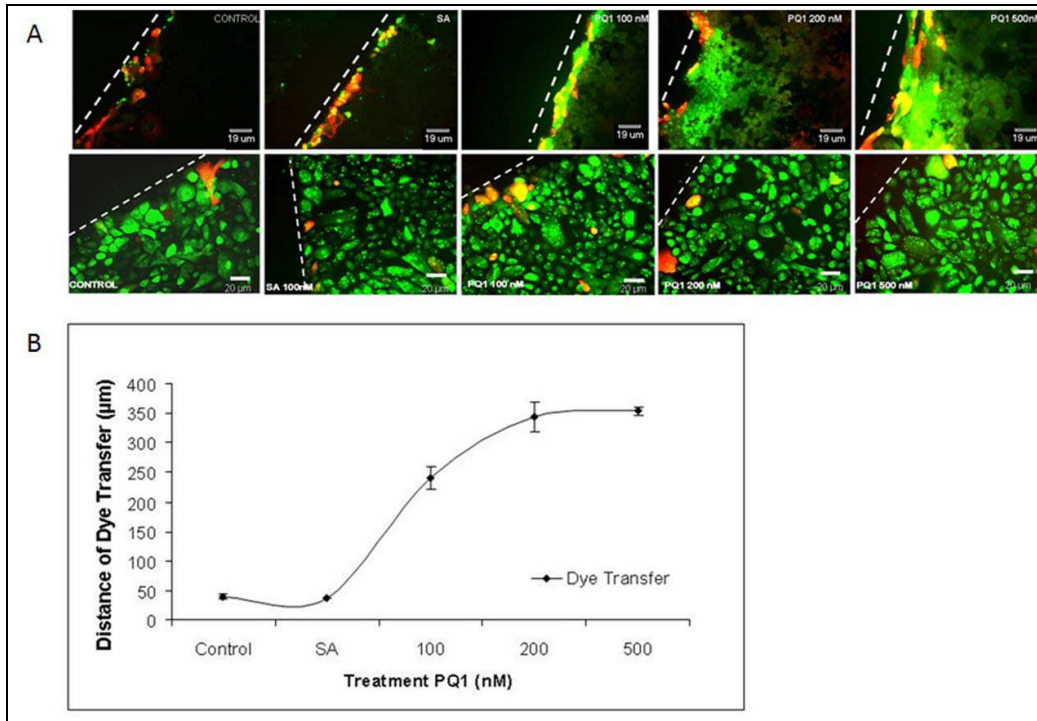 A
CONTROL
SA
PQ1 100 nM
PQ1 200 nM
PQ1 500nM
19 um
19 um
19 um
19 um
19 um
CONTROL
20 µm
SA 100nM
20 µm
PQ1 100 nM
20 µm
PQ1 200 nM
20 µm
PQ1 500 nM
20 µm
B
Distance of Dye Transfer (µm)
400
350
300
250
200
150
100
50
0
Dye Transfer
Control
SA
100
200
500
Treatment PQ1 (nM)